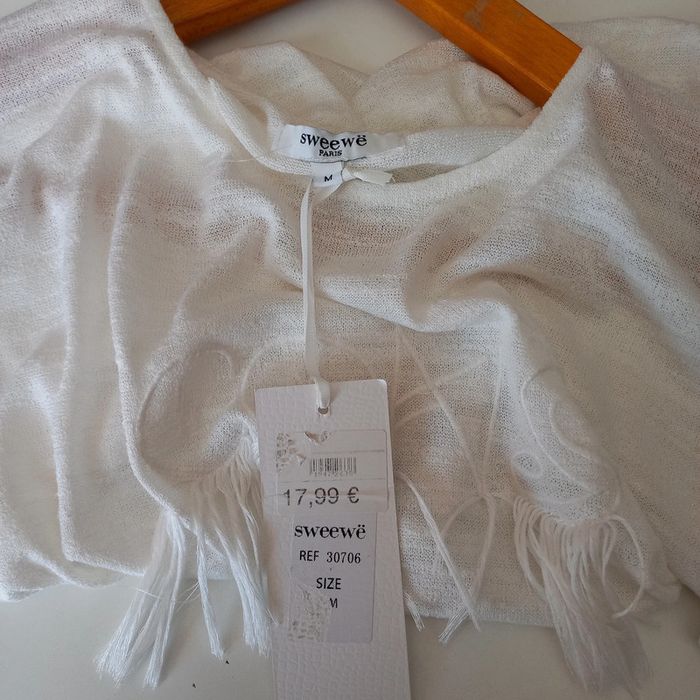 sweewë
PARIS
M
17,99 €
sweewë
REF 30706
SIZE
M